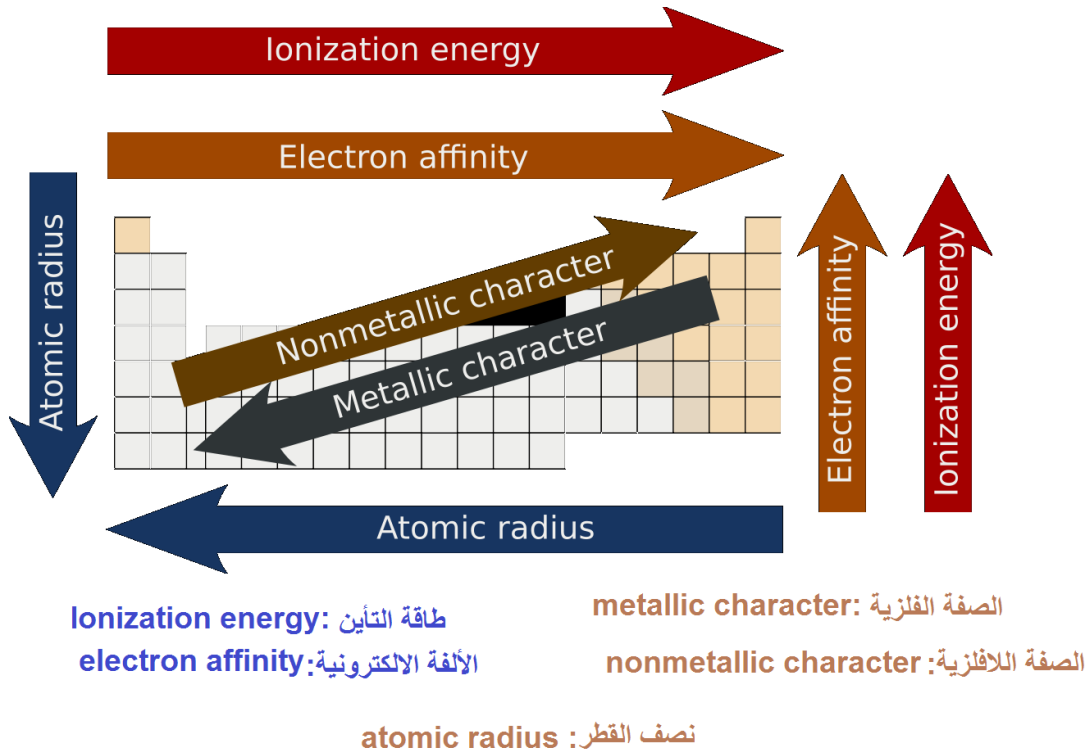 Ionization energy
Electron affinity
Atomic radius
Nonmetallic character
Metallic character
Electron affinity
Ionization energy
Atomic radius
Ionization energy: طاقة التأين
metallic character: الصفة الفلزية
electron affinity: الألفة الالكترونية
nonmetallic character: الصفة اللافلزية
atomic radius : نصف القطر